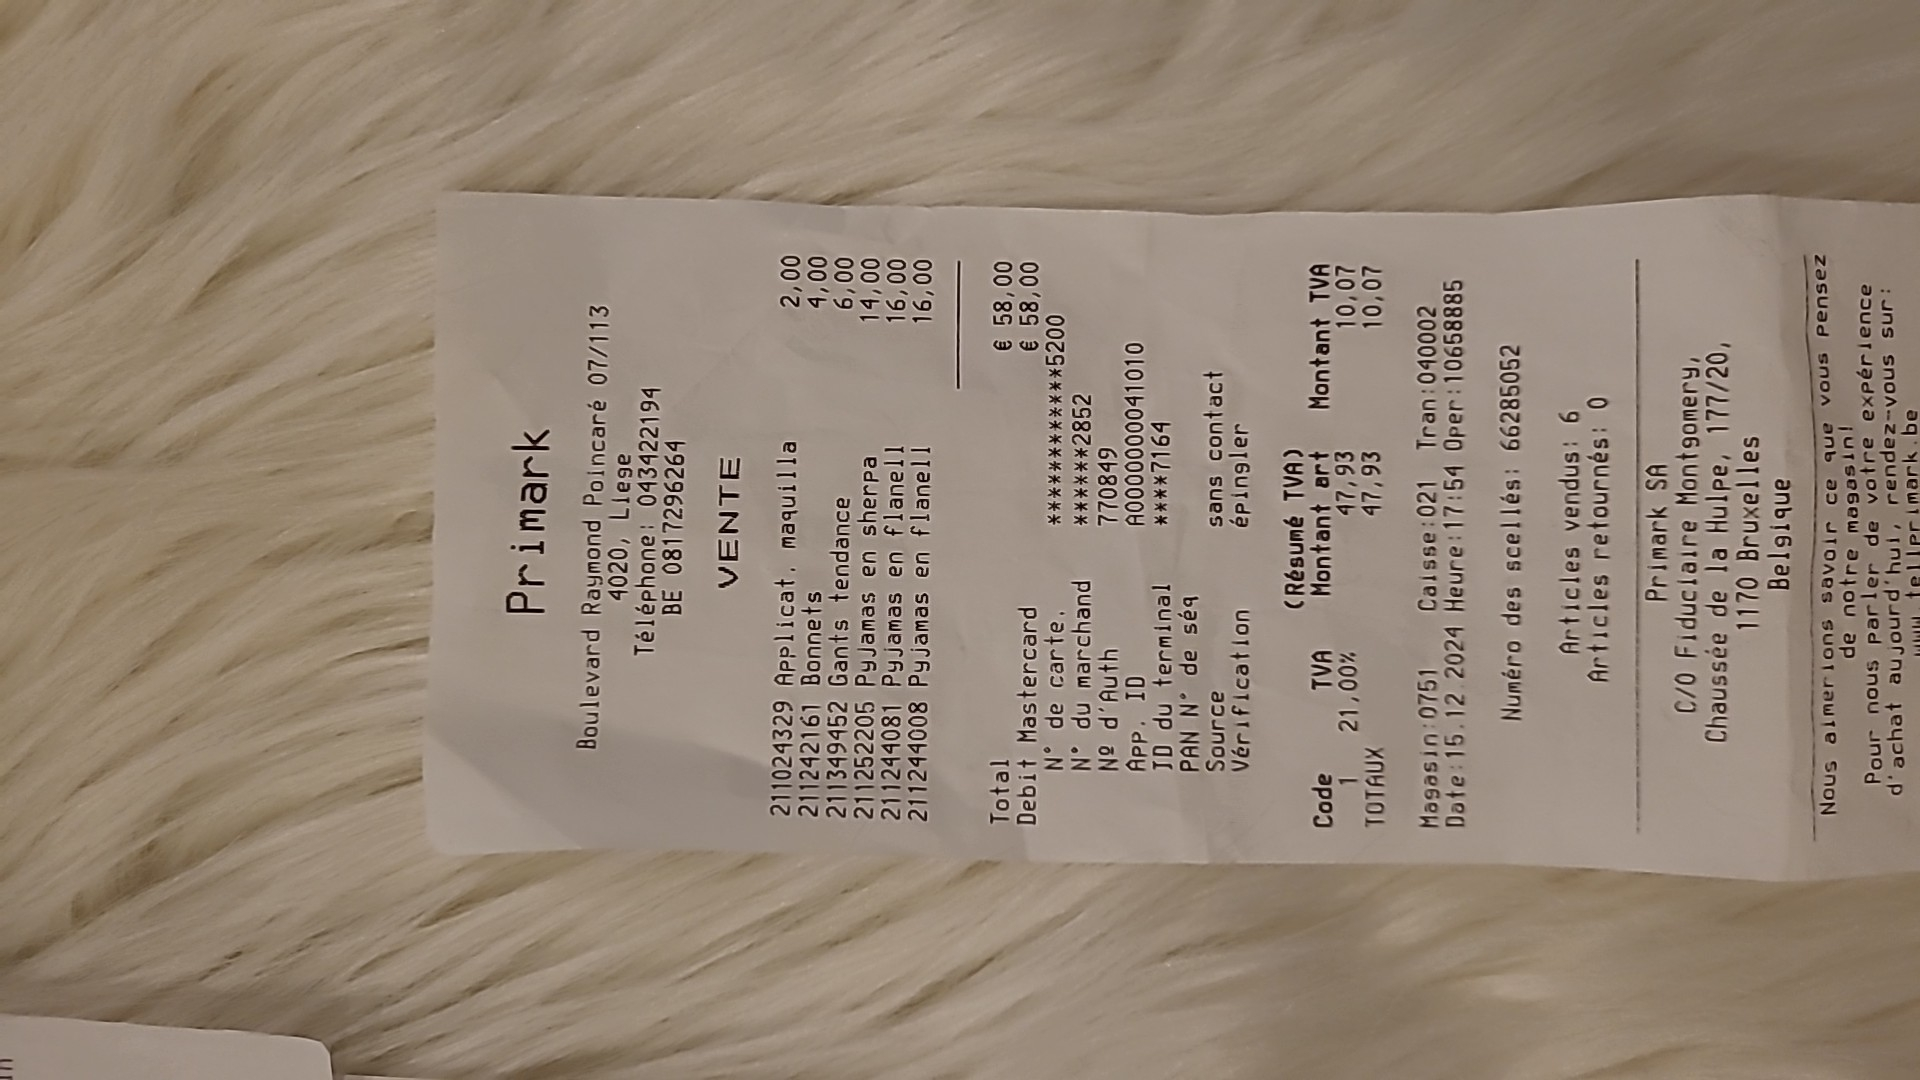 Primark
Boulevard Raymond Poincaré 07/113
4020, Liege
Téléphone: 043422194
BE 0817296264
VENTE
211024329 Applicat. maquilla 2,00
211242161 Bonnets 4,00
211349452 Gants tendance 6,00
211252205 Pyjamas en sherpa 14,00
211244081 Pyjamas en flanell 16,00
211244008 Pyjamas en flanell 16,00
Total € 58,00
Debit Mastercard € 58,00
N° de carte. ************5200
N° du marchand ******2852
Nº d'Auth 770849
App. ID A0000000041010
ID du terminal ****7164
PAN N° de séq
Source sans contact
Vérification épingler
(Résumé TVA)
Code TVA Montant art Montant TVA
1 21,00% 47,93 10,07
TOTAUX 47,93 10,07
Magasin:0751 Caisse:021 Tran:040002
Date:15.12.2024 Heure:17:54 Oper:10658885
Numéro des scellés: 66285052
Articles vendus: 6
Articles retournés: 0
Primark SA
C/O Fiduciaire Montgomery,
Chaussée de la Hulpe, 177/20,
1170 Bruxelles
Belgique
Nous aimerions savoir ce que vous pensez
de notre magasin!
Pour nous parler de votre expérience
d'achat aujourd'hui, rendez-vous sur:
www.tellprimark.be